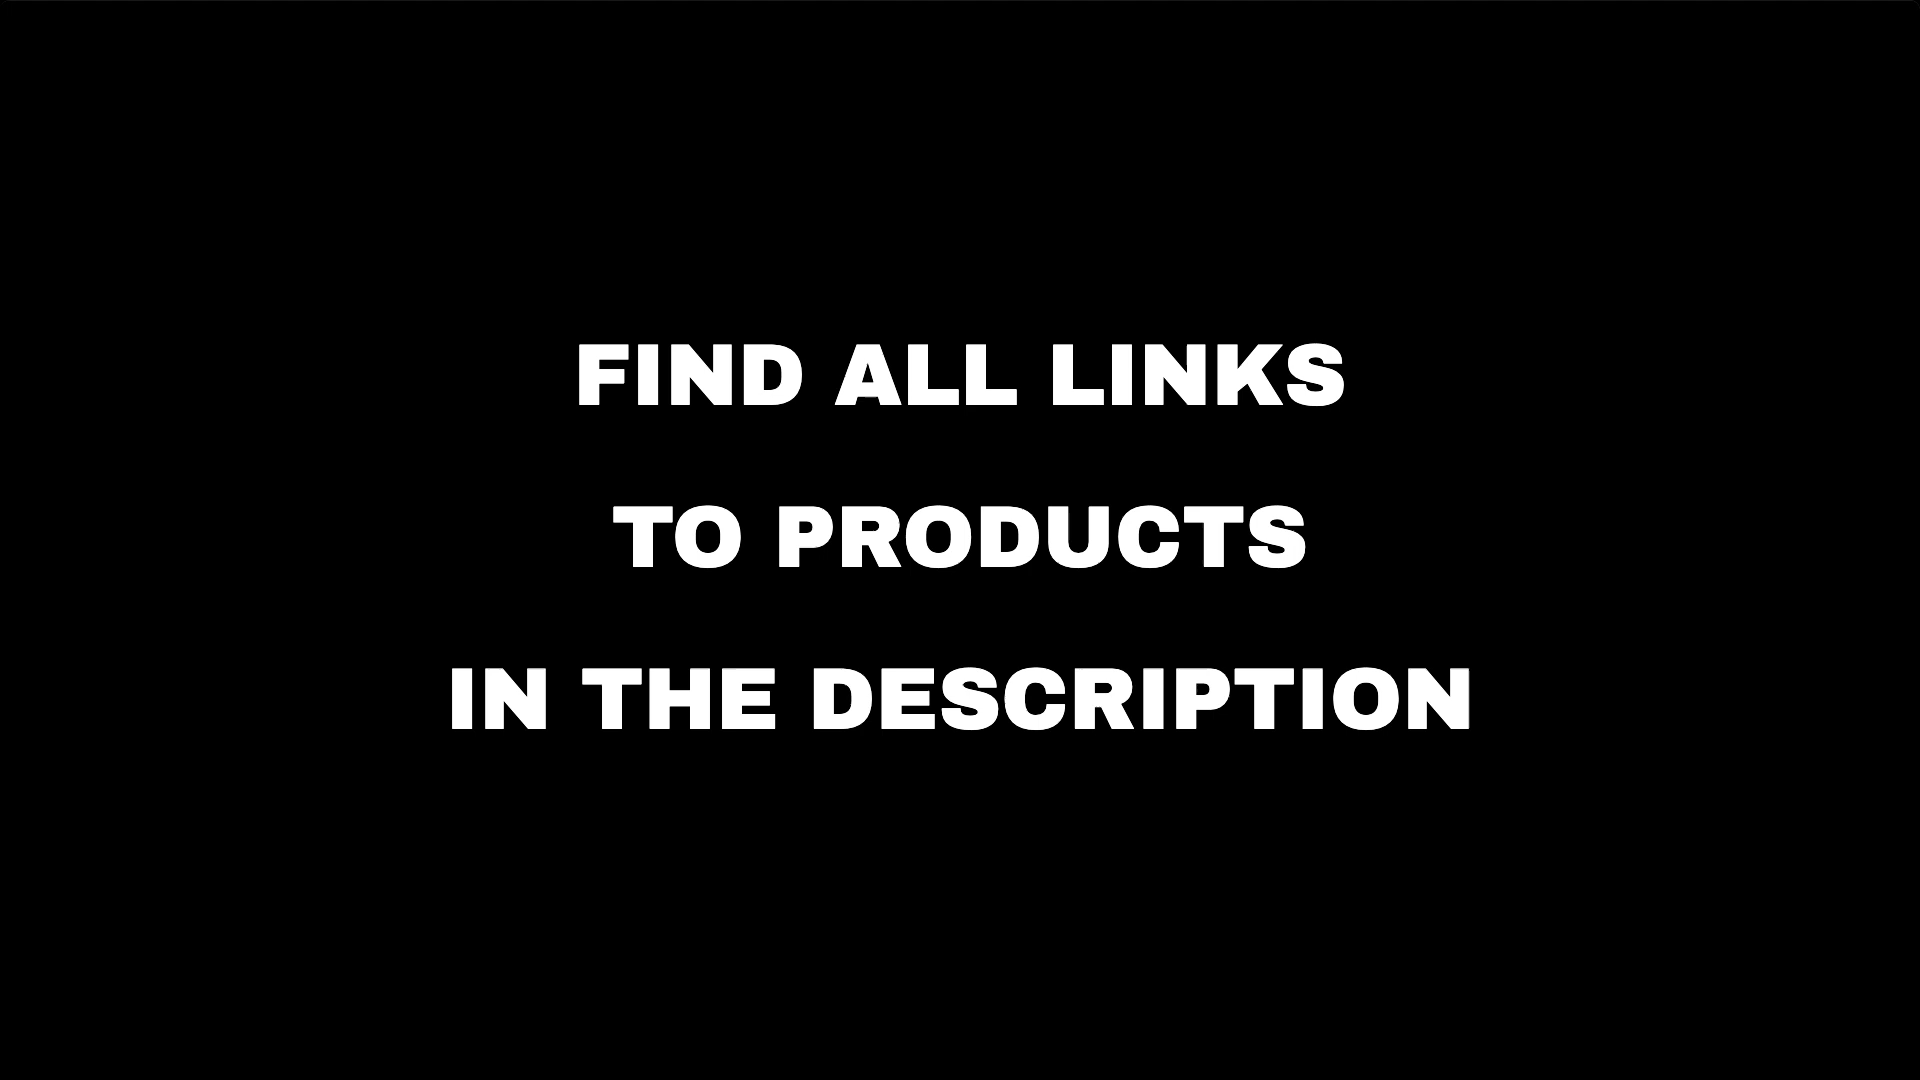 FIND ALL LINKS
TO PRODUCTS
IN THE DESCRIPTION